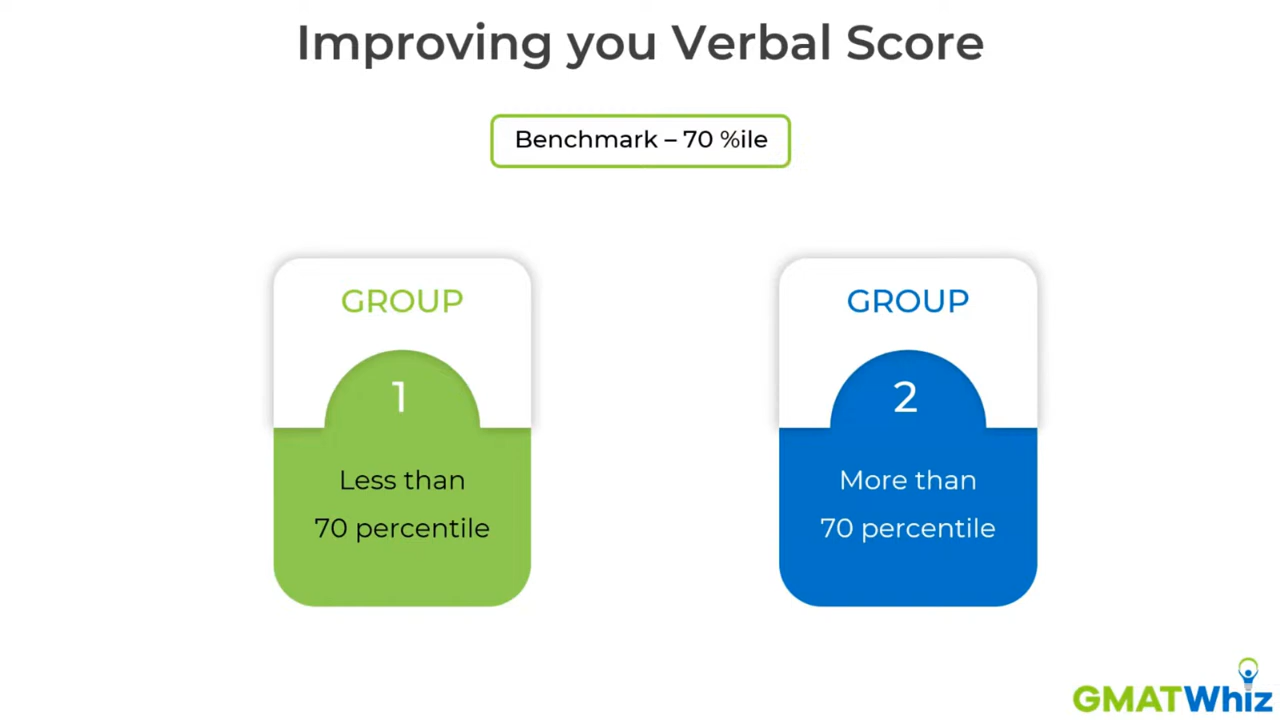 Improving you Verbal Score
Benchmark – 70 %ile
GROUP
1
Less than
70 percentile
GROUP
2
More than
70 percentile
GMATWhiz